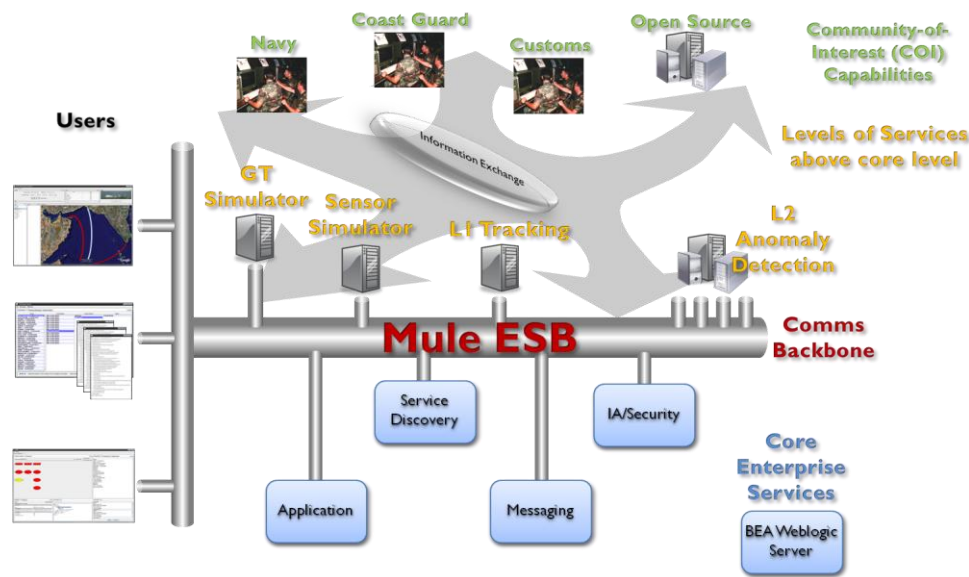 Coast Guard
Open Source
Navy
Customs
Community-of-
Interest (COI)
Capabilities
Users
Information Exchange
Levels of Services
above core level
GT
Simulator
Sensor
Simulator
L1 Tracking
L2
Anomaly
Detection
Mule ESB
Comms
Backbone
Service
Discovery
IA/Security
Core
Enterprise
Services
Application
Messaging
BEA Weblogic
Server